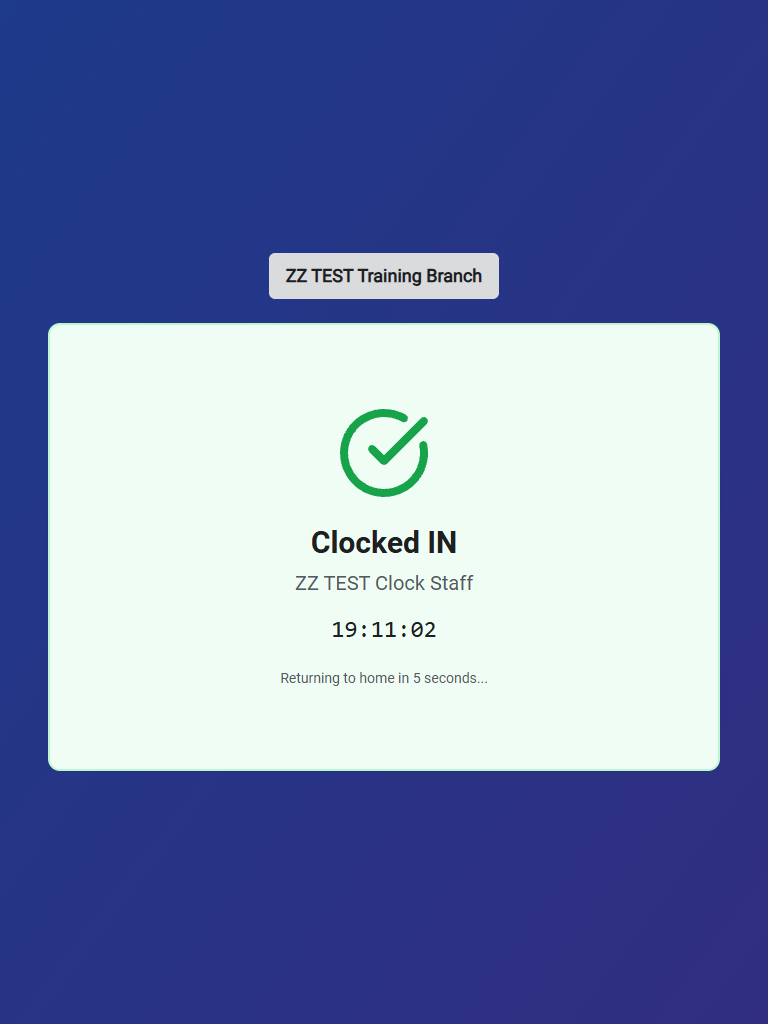 ZZ TEST Training Branch
Clocked IN
ZZ TEST Clock Staff
19:11:02
Returning to home in 5 seconds...